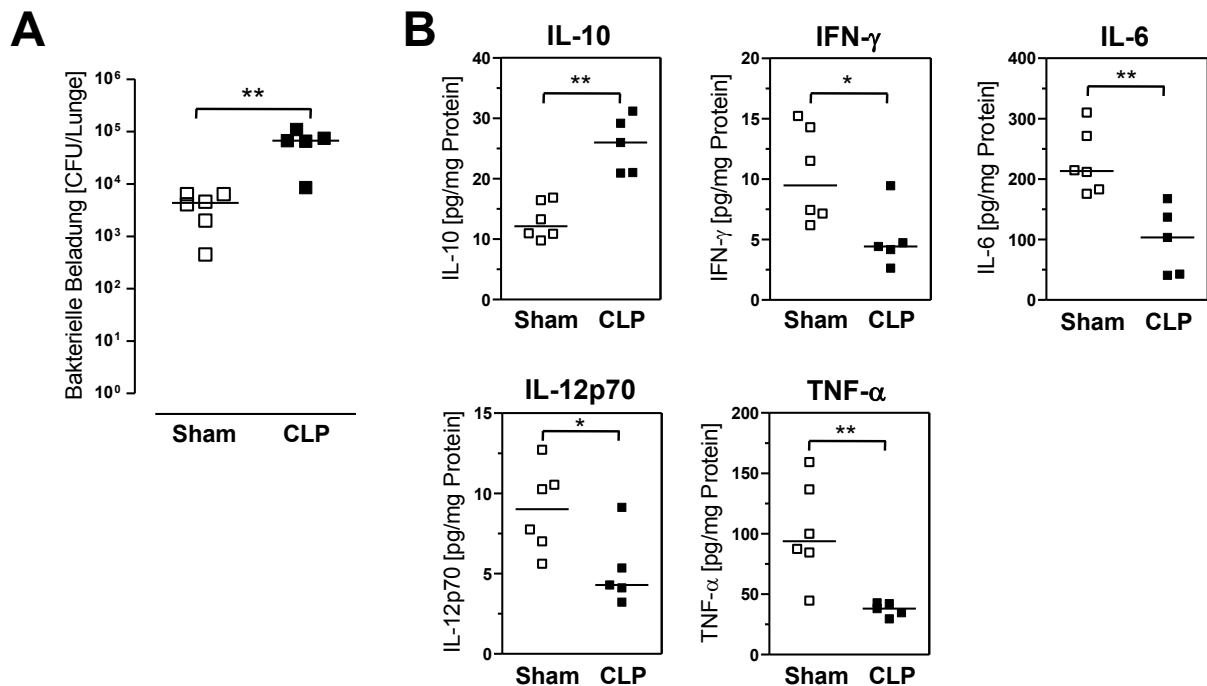 A
Bakterielle Beladung [CFU/Lunge]
10⁶
10⁵
10⁴
10³
10²
10¹
10⁰
**
Sham CLP
B
IL-10
IL-10 [pg/mg Protein]
40
30
20
10
0
**
Sham CLP
IFN-γ
IFN-γ [pg/mg Protein]
20
15
10
5
0
*
Sham CLP
IL-6
IL-6 [pg/mg Protein]
400
300
200
100
0
**
Sham CLP
IL-12p70
IL-12p70 [pg/mg Protein]
15
10
5
0
*
Sham CLP
TNF-α
TNF-α [pg/mg Protein]
200
150
100
50
0
**
Sham CLP